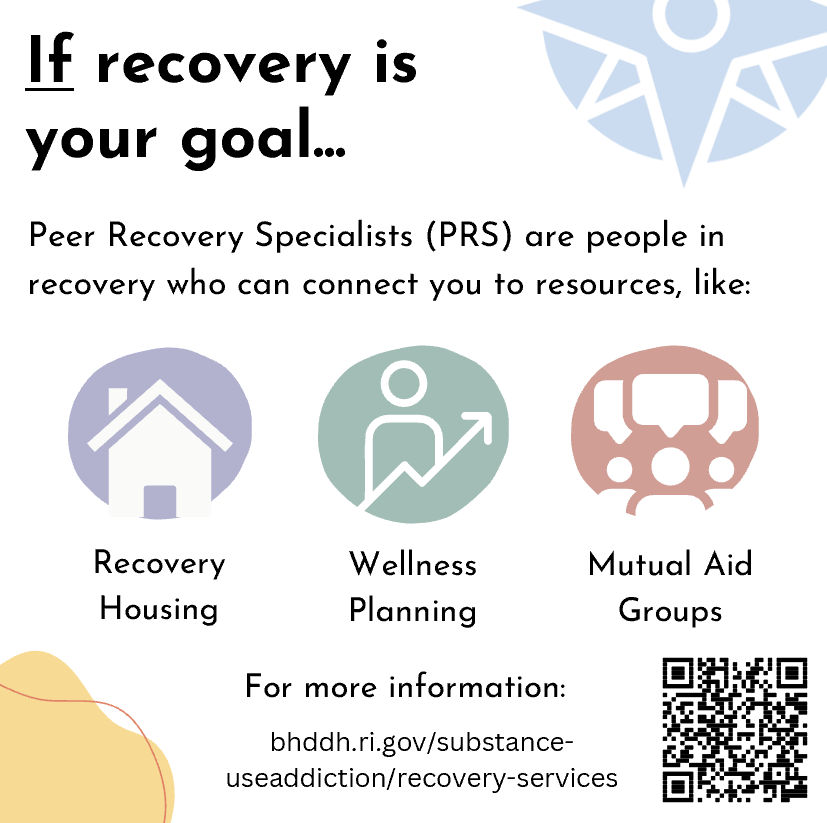 If recovery is
your goal...
Peer Recovery Specialists (PRS) are people in
recovery who can connect you to resources, like:
Recovery
Housing
Wellness
Planning
Mutual Aid
Groups
For more information:
bhddh.ri.gov/substance-
useaddiction/recovery-services